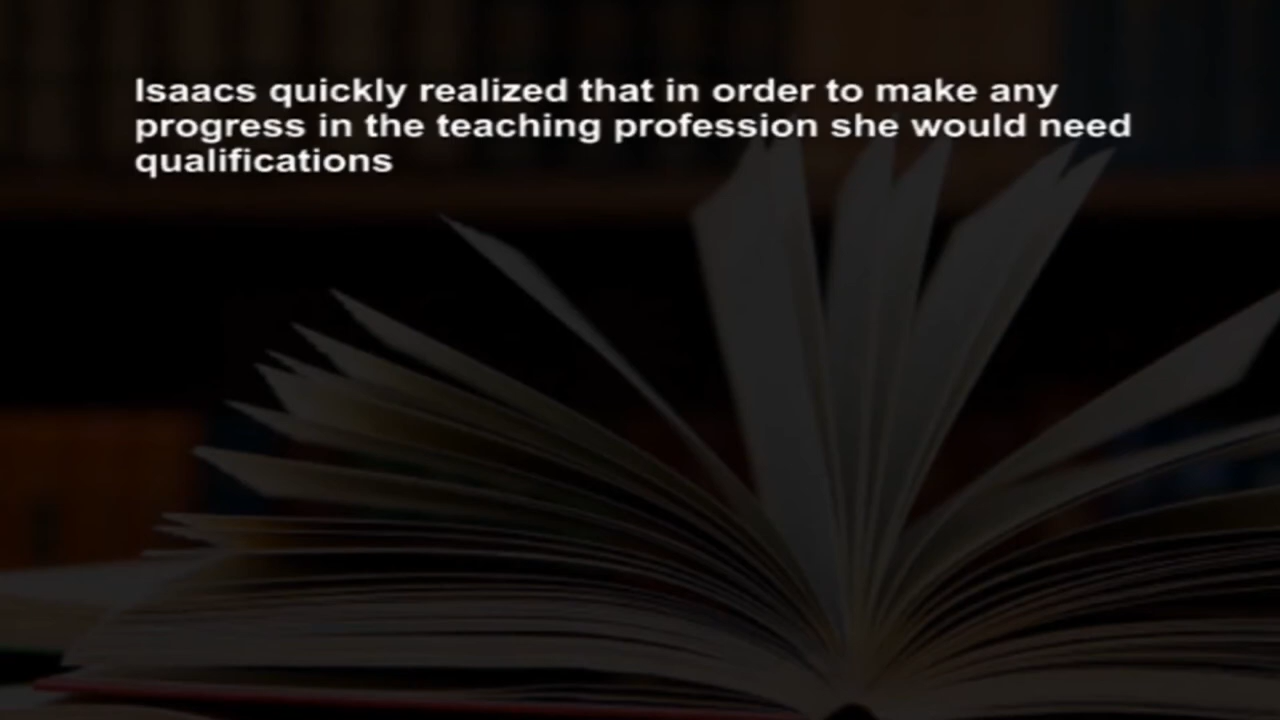 Isaacs quickly realized that in order to make any
progress in the teaching profession she would need
qualifications